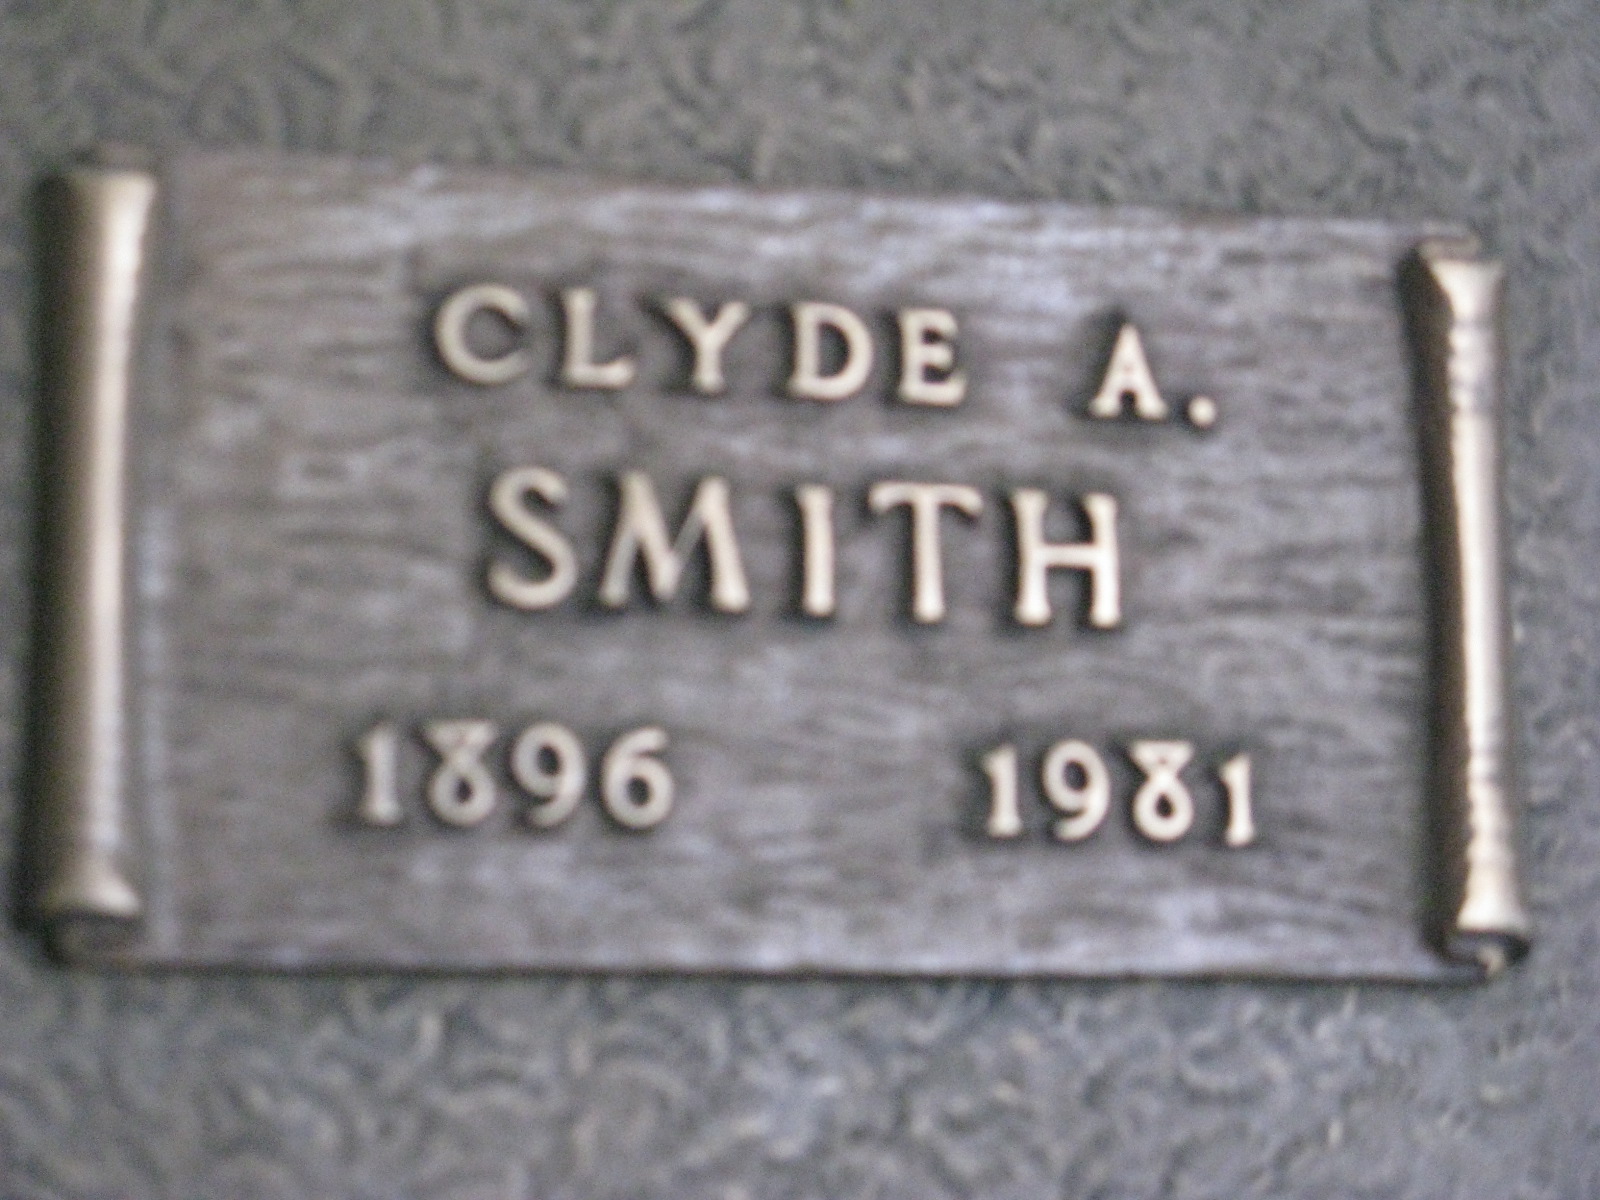 CLYDE A.
SMITH
1896 1981